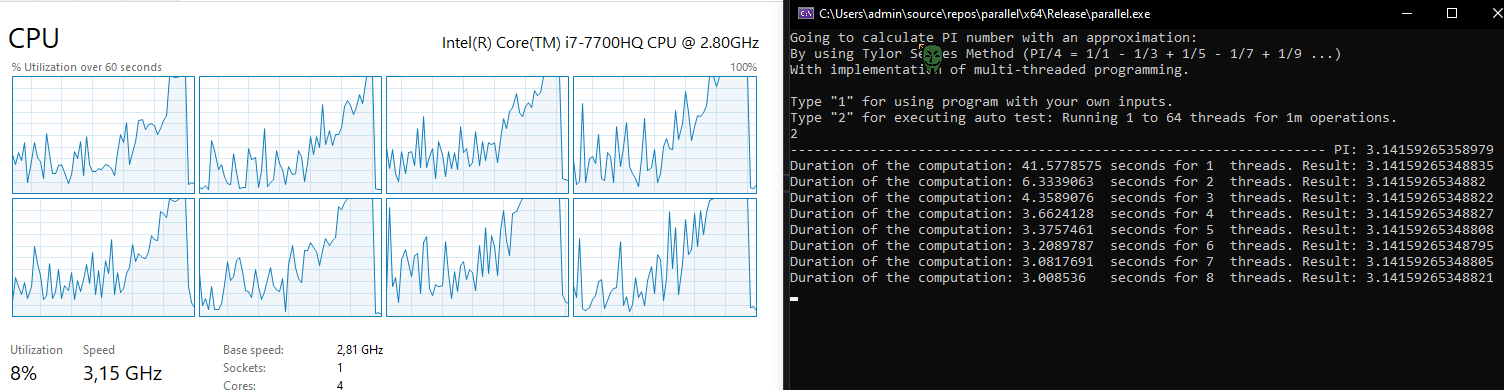 CPU
Intel(R) Core(TM) i7-7700HQ CPU @ 2.80GHz
% Utilization over 60 seconds
100%
Utilization
Speed
8%
3,15 GHz
Base speed:
2,81 GHz
Sockets:
1
Cores:
4
C:\Users\admin\source\repos\parallel\x64\Release\parallel.exe
Going to calculate PI number with an approximation:
By using Tylor Series Method (PI/4 = 1/1 - 1/3 + 1/5 - 1/7 + 1/9 ...)
With implementation of multi-threaded programming.
Type "1" for using program with your own inputs.
Type "2" for executing auto test: Running 1 to 64 threads for 1m operations.
2
------------------------------------------------------------------- PI: 3.14159265358979
Duration of the computation: 41.5778575 seconds for 1  threads. Result: 3.14159265348835
Duration of the computation: 6.3339063  seconds for 2  threads. Result: 3.1415926534882
Duration of the computation: 4.3589076  seconds for 3  threads. Result: 3.14159265348822
Duration of the computation: 3.6624128  seconds for 4  threads. Result: 3.14159265348827
Duration of the computation: 3.3757461  seconds for 5  threads. Result: 3.14159265348808
Duration of the computation: 3.2089787  seconds for 6  threads. Result: 3.14159265348795
Duration of the computation: 3.0817691  seconds for 7  threads. Result: 3.14159265348805
Duration of the computation: 3.008536   seconds for 8  threads. Result: 3.14159265348821